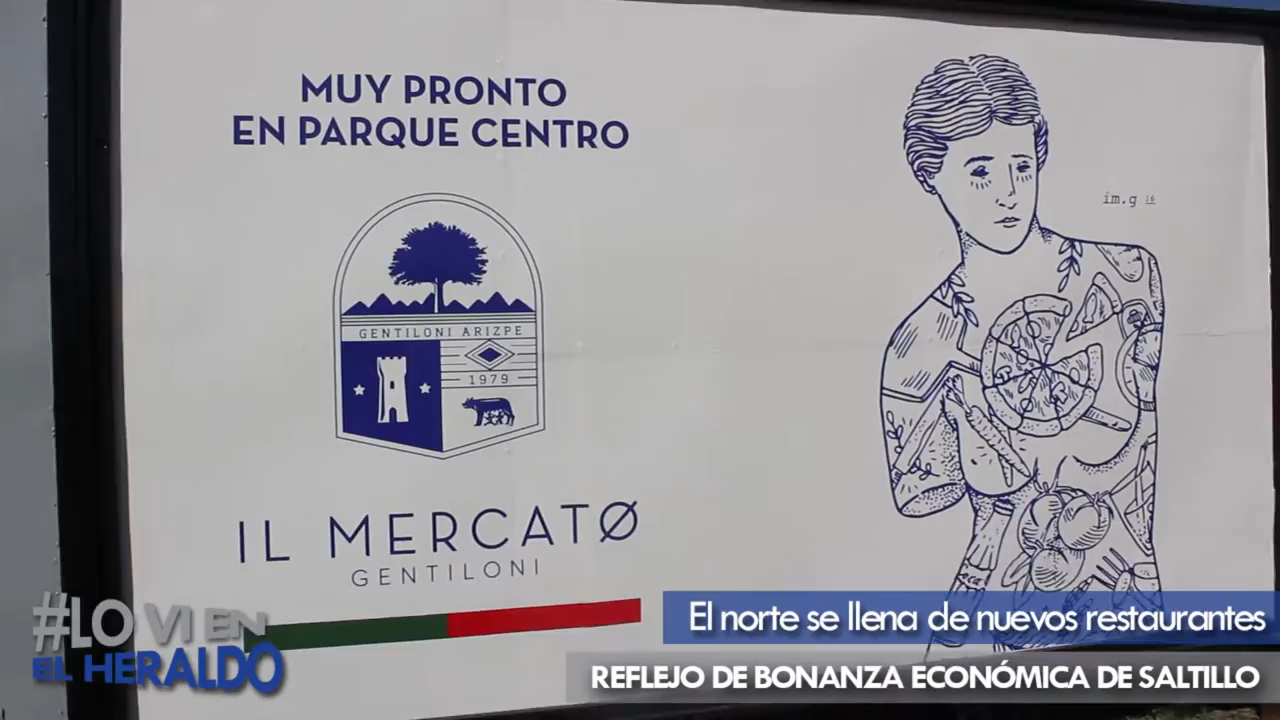 MUY PRONTO
EN PARQUE CENTRO
GENTILONI ARIZPE
1979
IL MERCATØ
GENTILONI
im.g 16
#LO VI EN
EL HERALDO
El norte se llena de nuevos restaurantes
REFLEJO DE BONANZA ECONÓMICA DE SALTILLO